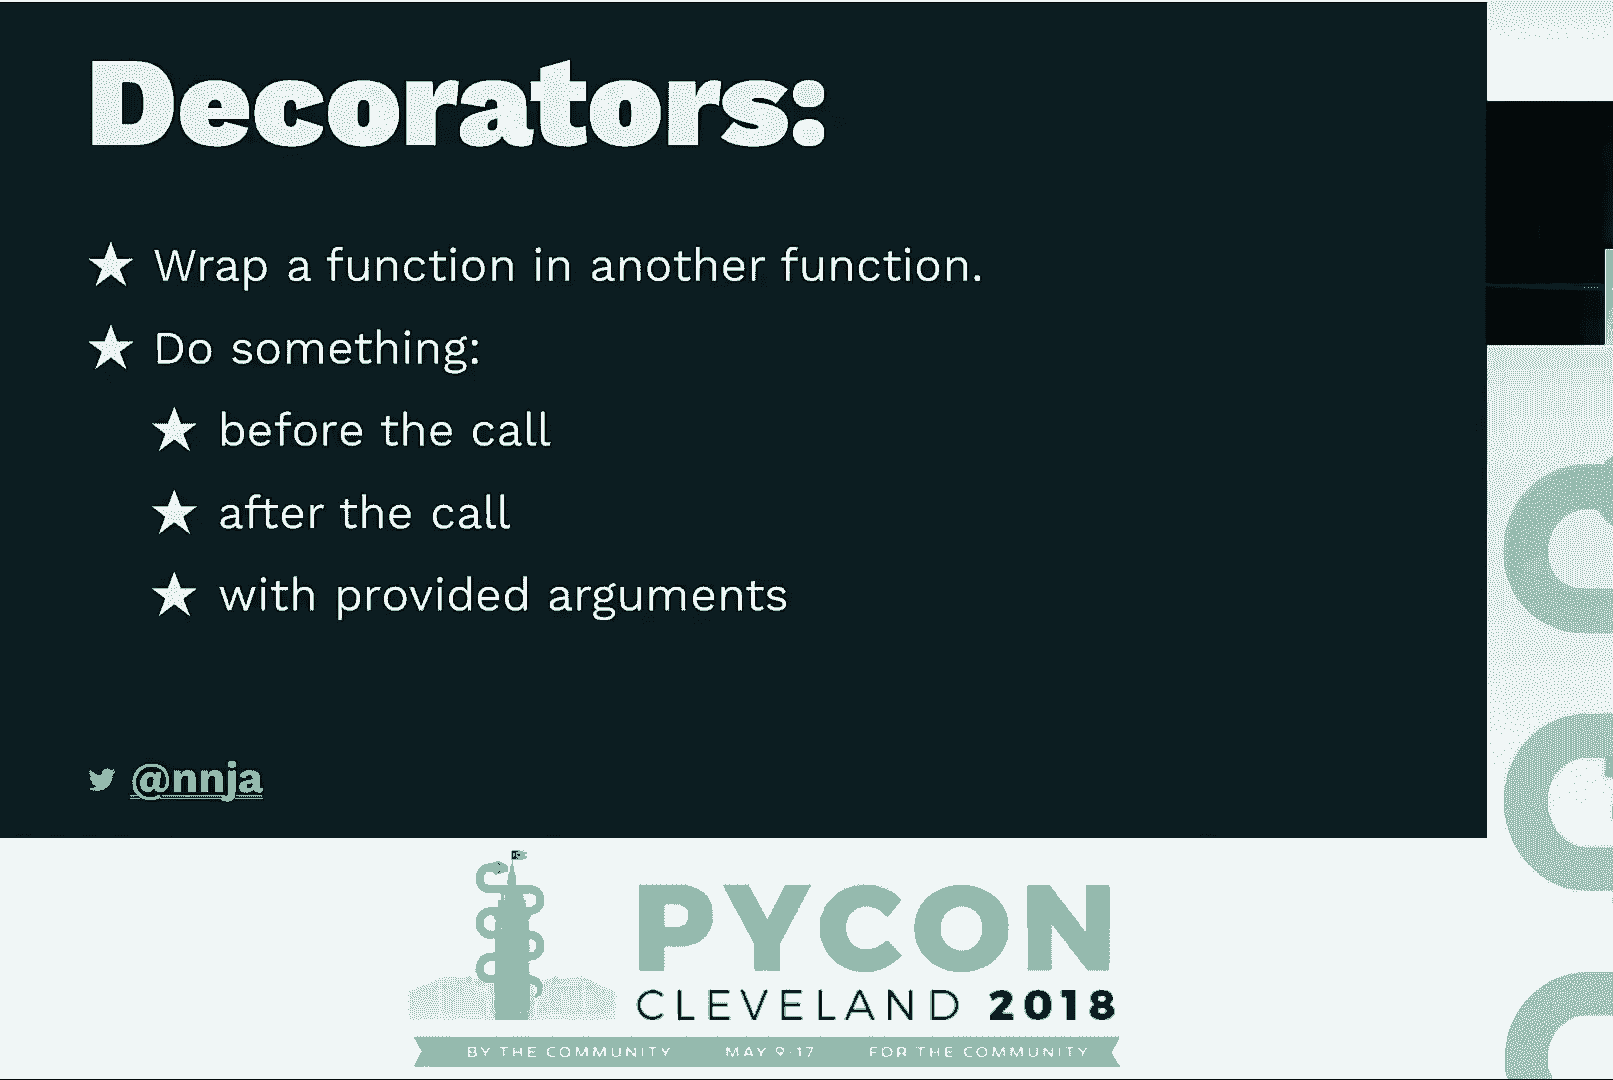 Decorators:
★ Wrap a function in another function.
★ Do something:
★ before the call
★ after the call
★ with provided arguments
@nnja
PYCON
CLEVELAND 2018
BY THE COMMUNITY MAY 9-17 FOR THE COMMUNITY